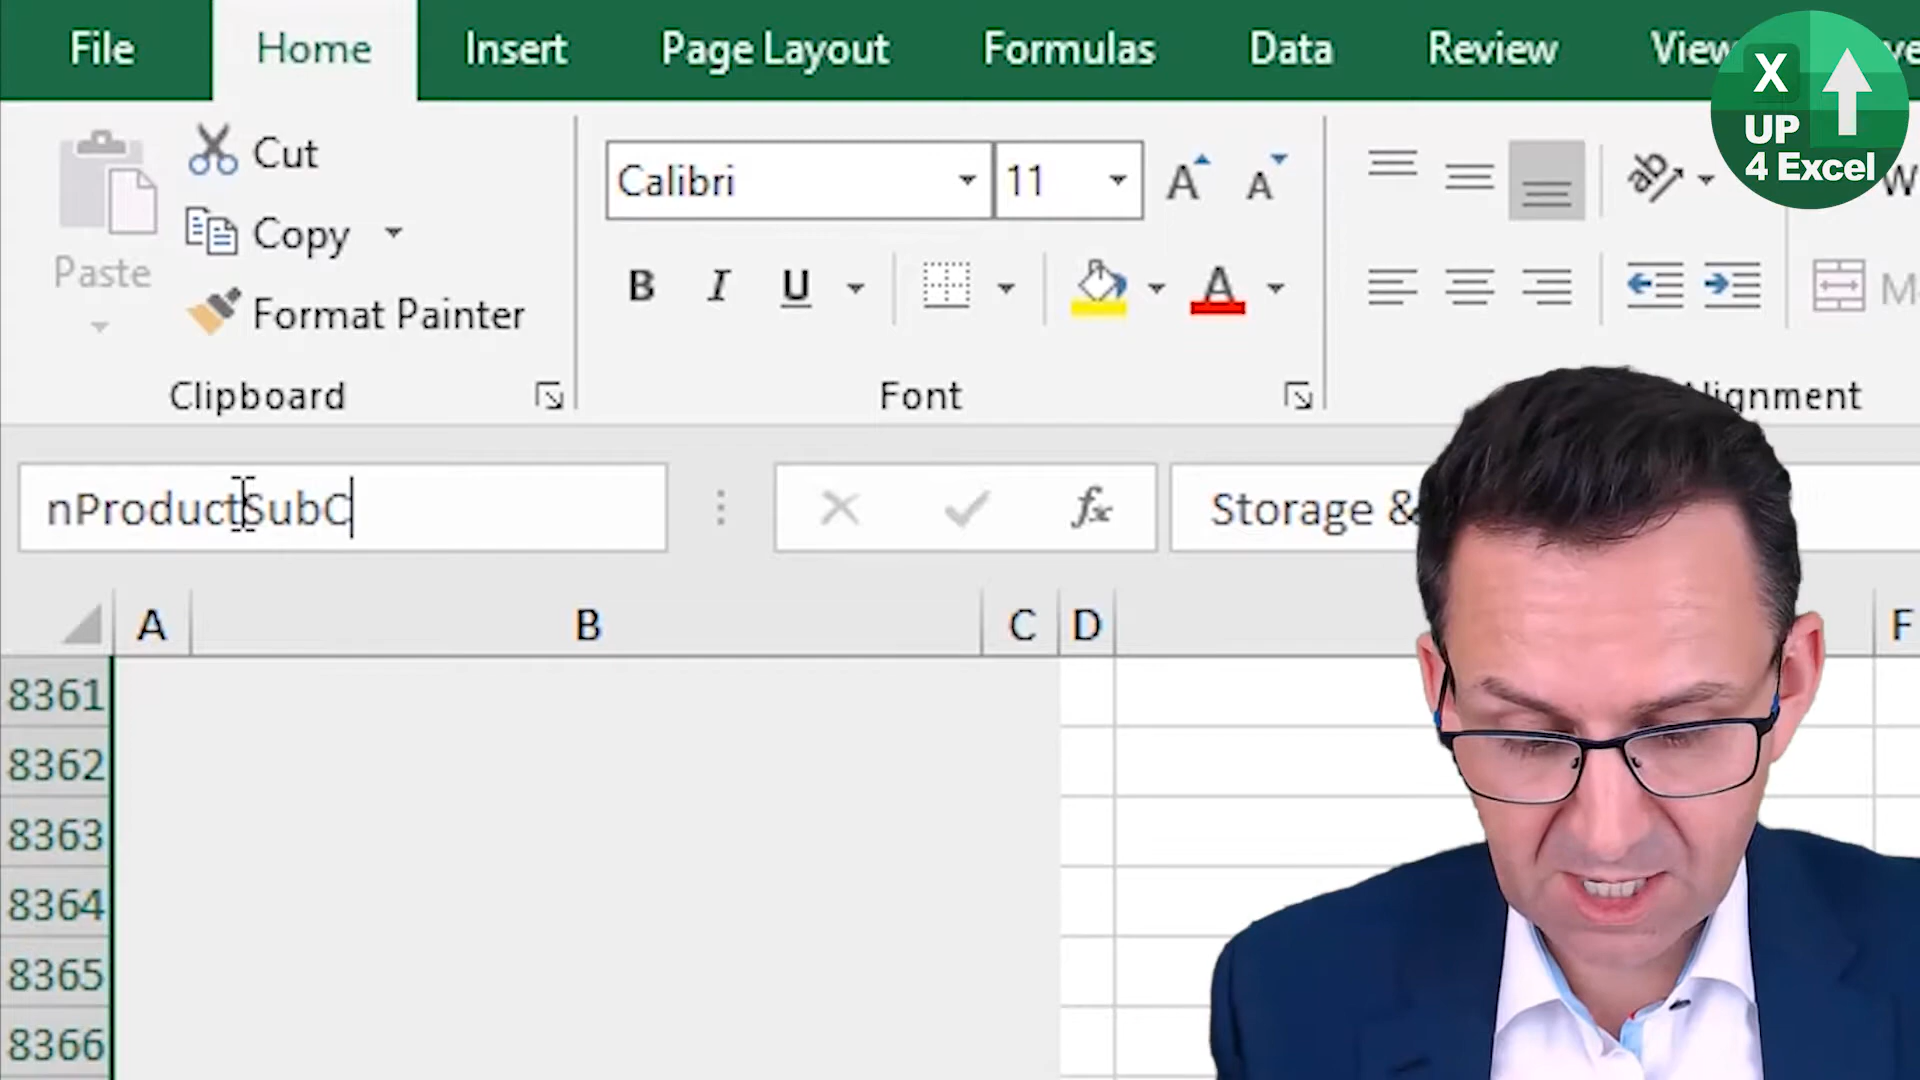 File Home Insert Page Layout Formulas Data Review View
X
UP
4 Excel
Cut
Copy
Paste
Format Painter
Calibri 11
B I U
Clipboard Font
nProductSubC
fx
Storage &
A B C D F
8361
8362
8363
8364
8365
8366